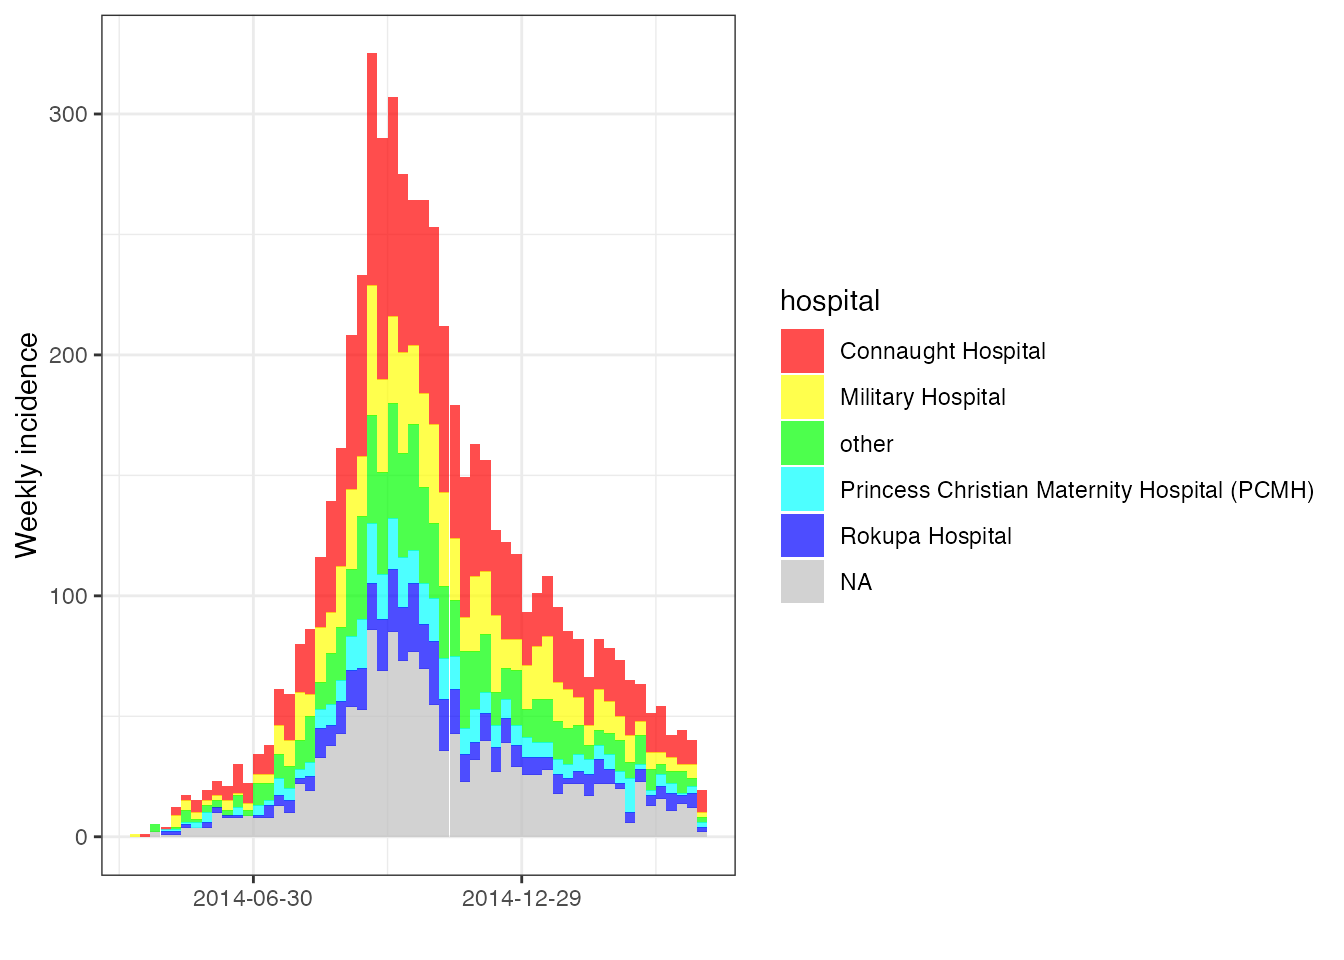 Weekly incidence
300
200
100
0
2014-06-30
2014-12-29
hospital
Connaught Hospital
Military Hospital
other
Princess Christian Maternity Hospital (PCMH)
Rokupa Hospital
NA